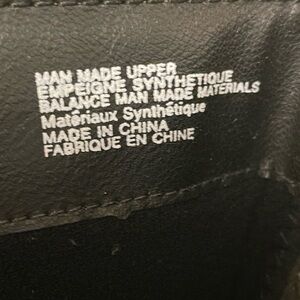 MAN MADE UPPER
EMPEIGNE SYNTHETIQUE
BALANCE MAN MADE MATERIALS
Matériaux Synthétique
MADE IN CHINA
FABRIQUE EN CHINE